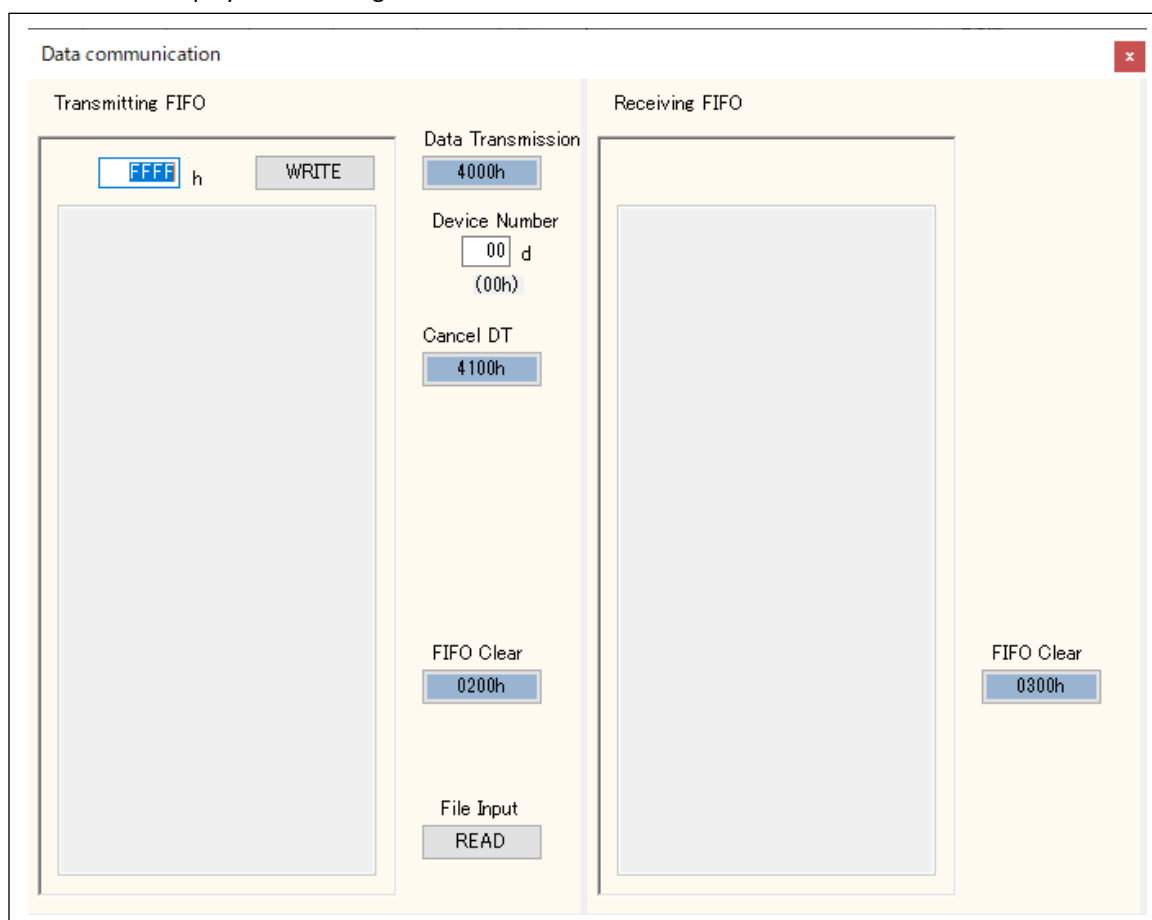 Data communication
x
Transmitting FIFO
FFFF h
WRITE
Data Transmission
4000h
Device Number
00 d
(00h)
Cancel DT
4100h
FIFO Clear
0200h
File Input
READ
Receiving FIFO
FIFO Clear
0300h